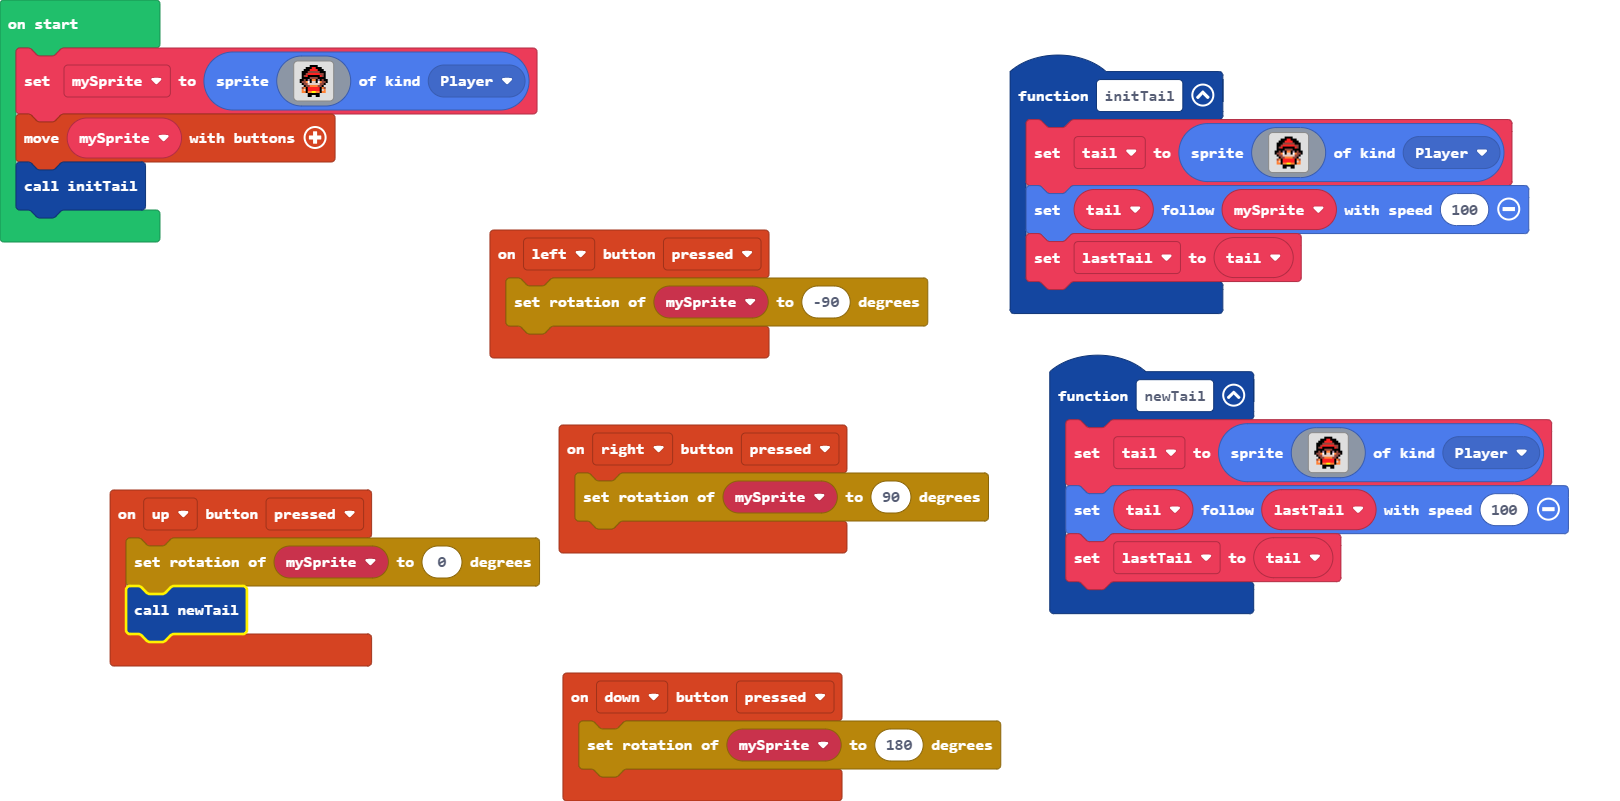 on start
set mySprite to sprite of kind Player
move mySprite with buttons
call initTail
on left button pressed
set rotation of mySprite to -90 degrees
on right button pressed
set rotation of mySprite to 90 degrees
on up button pressed
set rotation of mySprite to 0 degrees
call newTail
on down button pressed
set rotation of mySprite to 180 degrees
function initTail
set tail to sprite of kind Player
set tail follow mySprite with speed 100
set lastTail to tail
function newTail
set tail to sprite of kind Player
set tail follow lastTail with speed 100
set lastTail to tail